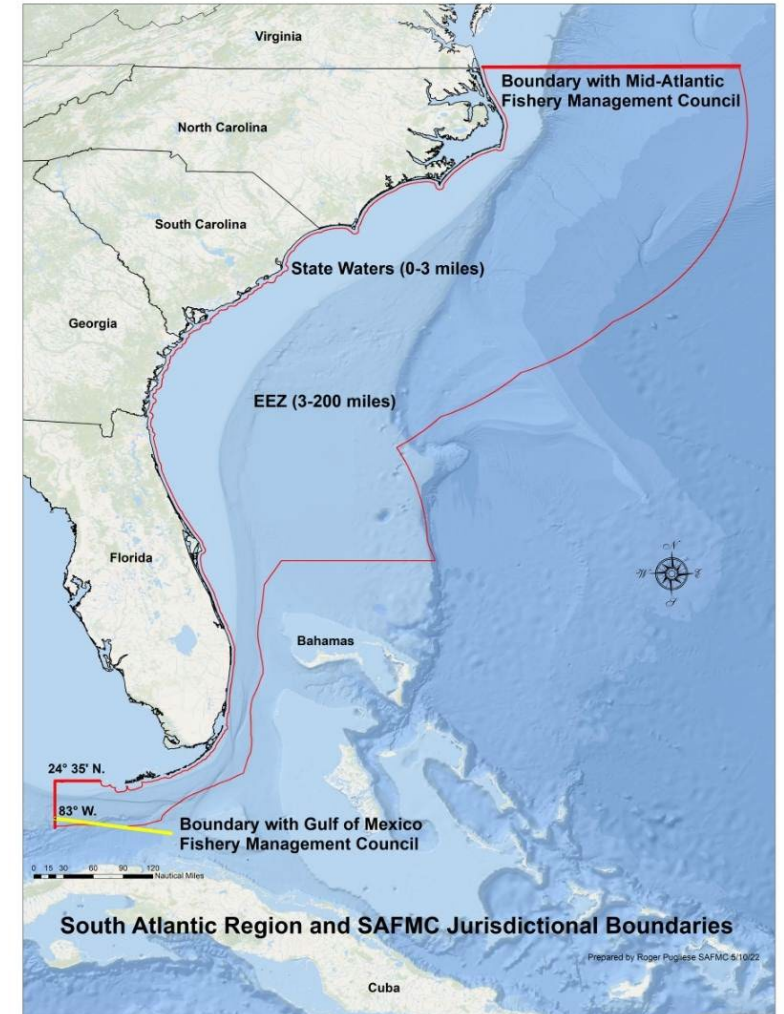 Virginia
Boundary with Mid-Atlantic
Fishery Management Council
North Carolina
South Carolina
State Waters (0-3 miles)
Georgia
EEZ (3-200 miles)
Florida
N
W E
S
Bahamas
24° 35' N.
83° W.
Boundary with Gulf of Mexico
Fishery Management Council
0 15 30 60 90 120
Nautical Miles
South Atlantic Region and SAFMC Jurisdictional Boundaries
Prepared by Roger Pugliese SAFMC 5/10/22
Cuba